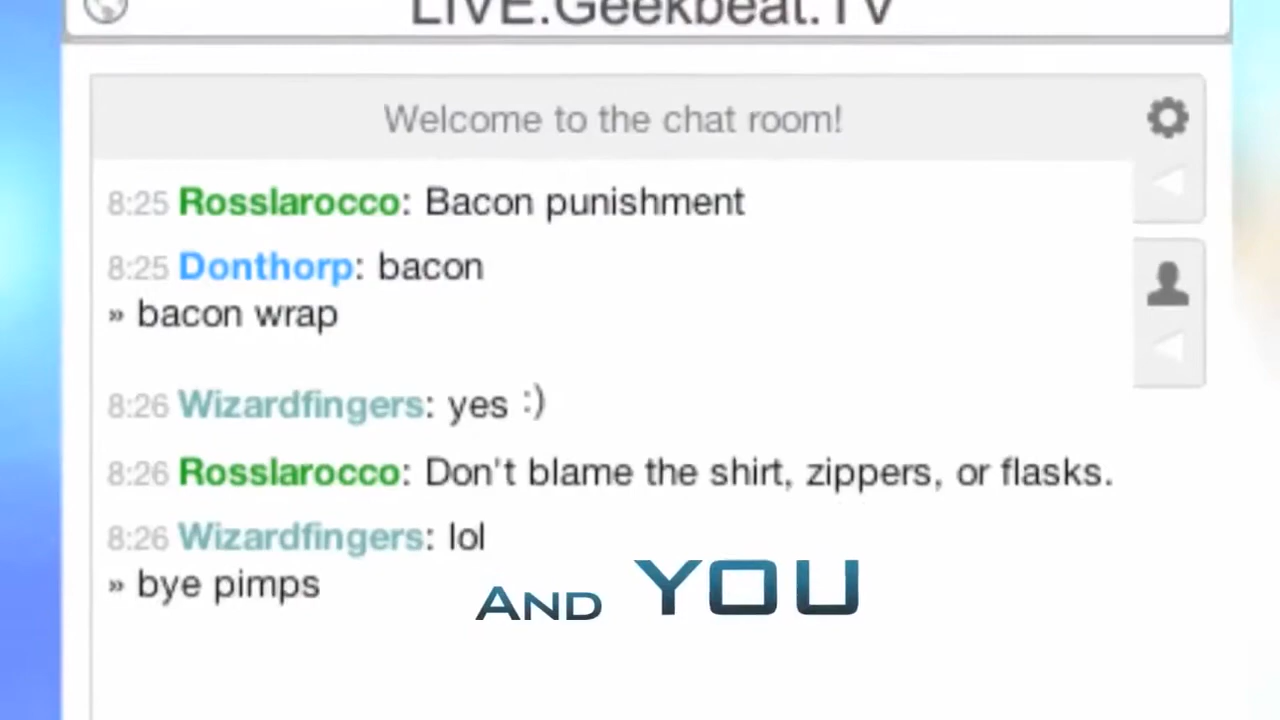 LIVE.Geekbeat.TV
Welcome to the chat room!
8:25 Rosslarocco: Bacon punishment
8:25 Donthorp: bacon
» bacon wrap
8:26 Wizardfingers: yes :)
8:26 Rosslarocco: Don't blame the shirt, zippers, or flasks.
8:26 Wizardfingers: lol
» bye pimps
AND YOU